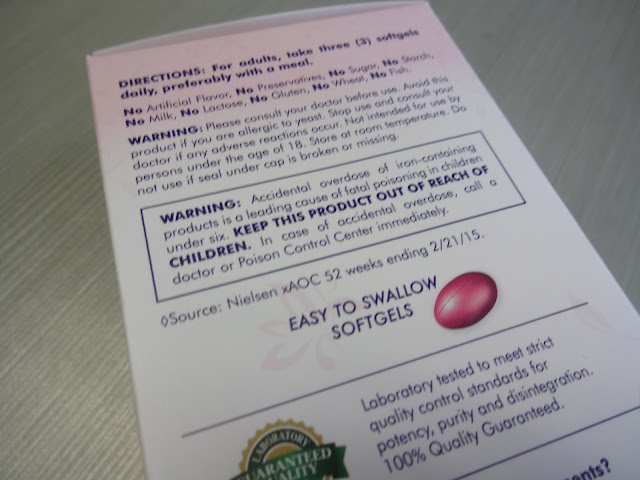 DIRECTIONS: For adults, take three (3) softgels
daily, preferably with a meal.
No Artificial Flavor, No Preservatives, No Sugar, No Starch,
No Milk, No Lactose, No Gluten, No Wheat, No Fish.
WARNING: Please consult your doctor before use. Avoid this
product if you are allergic to yeast. Stop use and consult your
doctor if any adverse reactions occur. Not intended for use by
persons under the age of 18. Store at room temperature. Do
not use if seal under cap is broken or missing.
WARNING: Accidental overdose of iron-containing
products is a leading cause of fatal poisoning in children
under six. KEEP THIS PRODUCT OUT OF REACH OF
CHILDREN. In case of accidental overdose, call a
doctor or Poison Control Center immediately.
◊Source: Nielsen xAOC 52 weeks ending 2/21/15.
EASY TO SWALLOW
SOFTGELS
Laboratory tested to meet strict
quality control standards for
potency, purity and disintegration.
100% Quality Guaranteed.
LABORATORY
GUARANTEED
QUALITY